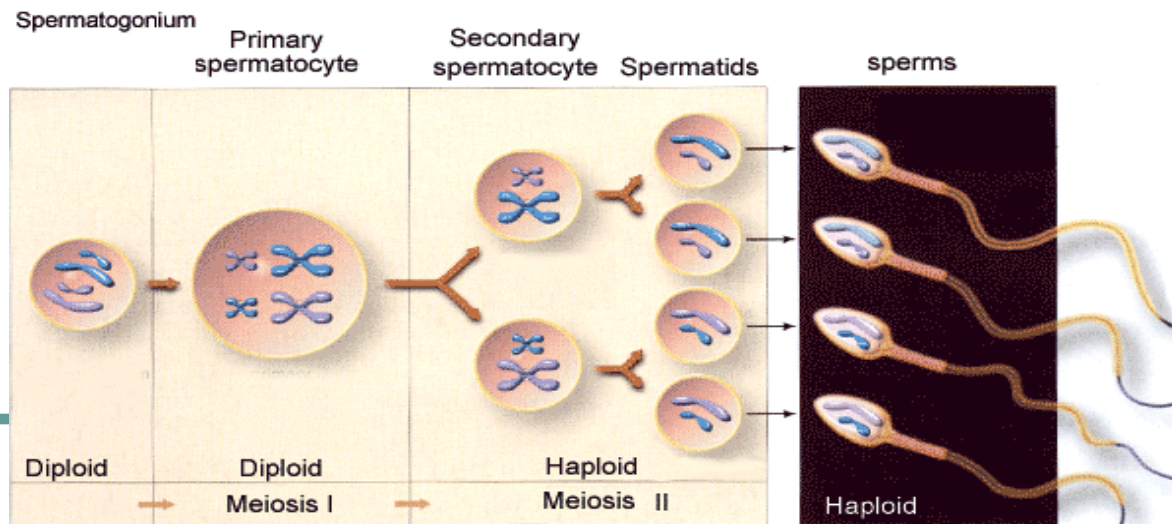 Spermatogonium
Primary
spermatocyte
Secondary
spermatocyte
Spermatids
sperms
Diploid
Diploid
Haploid
Haploid
Meiosis I
Meiosis II